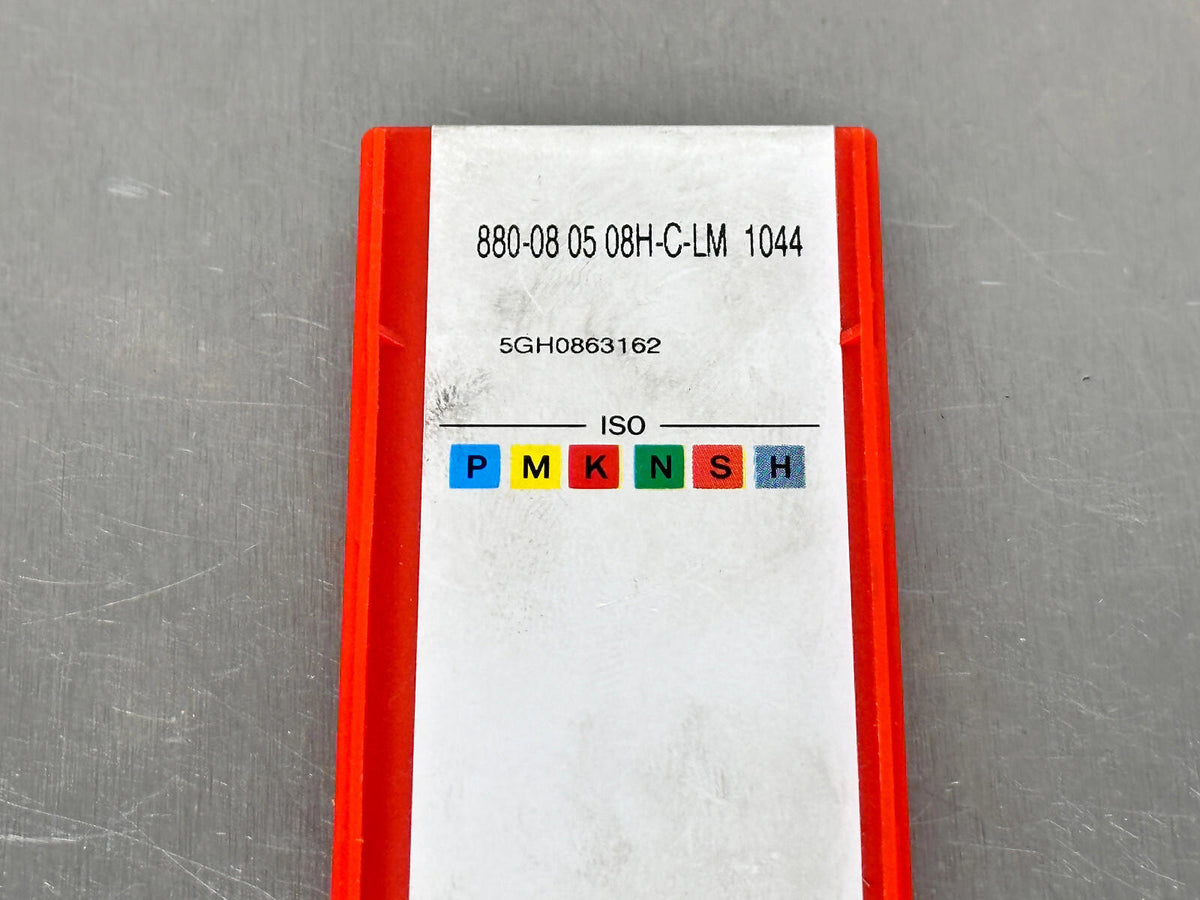 880-08 05 08H-C-LM 1044
5GH0863162
ISO
P M K N S H